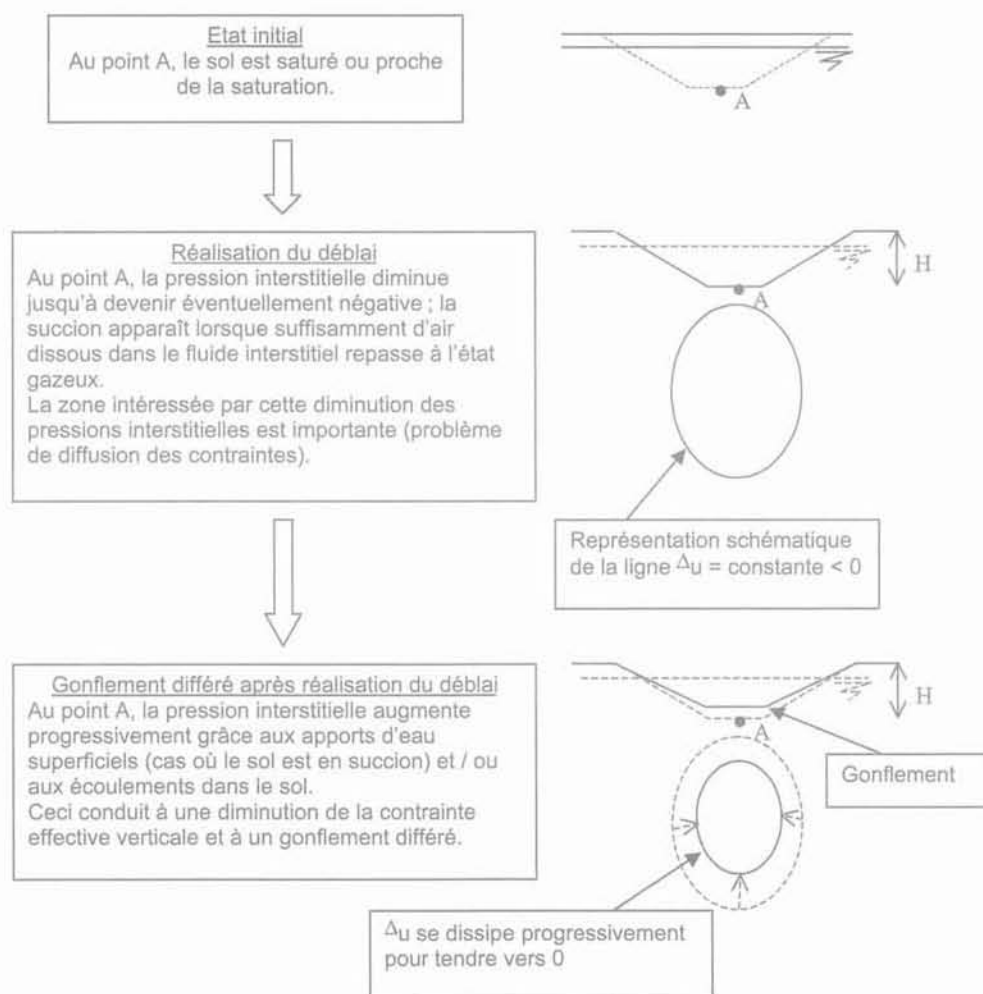 Etat initial
Au point A, le sol est saturé ou proche
de la saturation.
A
Réalisation du déblai
Au point A, la pression interstitielle diminue
jusqu'à devenir éventuellement négative ; la
succion apparaît lorsque suffisamment d'air
dissous dans le fluide interstitiel repasse à l'état
gazeux.
La zone intéressée par cette diminution des
pressions interstitielles est importante (problème
de diffusion des contraintes).
H
A
Représentation schématique
de la ligne Δu = constante < 0
Gonflement différé après réalisation du déblai
Au point A, la pression interstitielle augmente
progressivement grâce aux apports d'eau
superficiels (cas où le sol est en succion) et / ou
aux écoulements dans le sol.
Ceci conduit à une diminution de la contrainte
effective verticale et à un gonflement différé.
H
A
Gonflement
Δu se dissipe progressivement
pour tendre vers 0